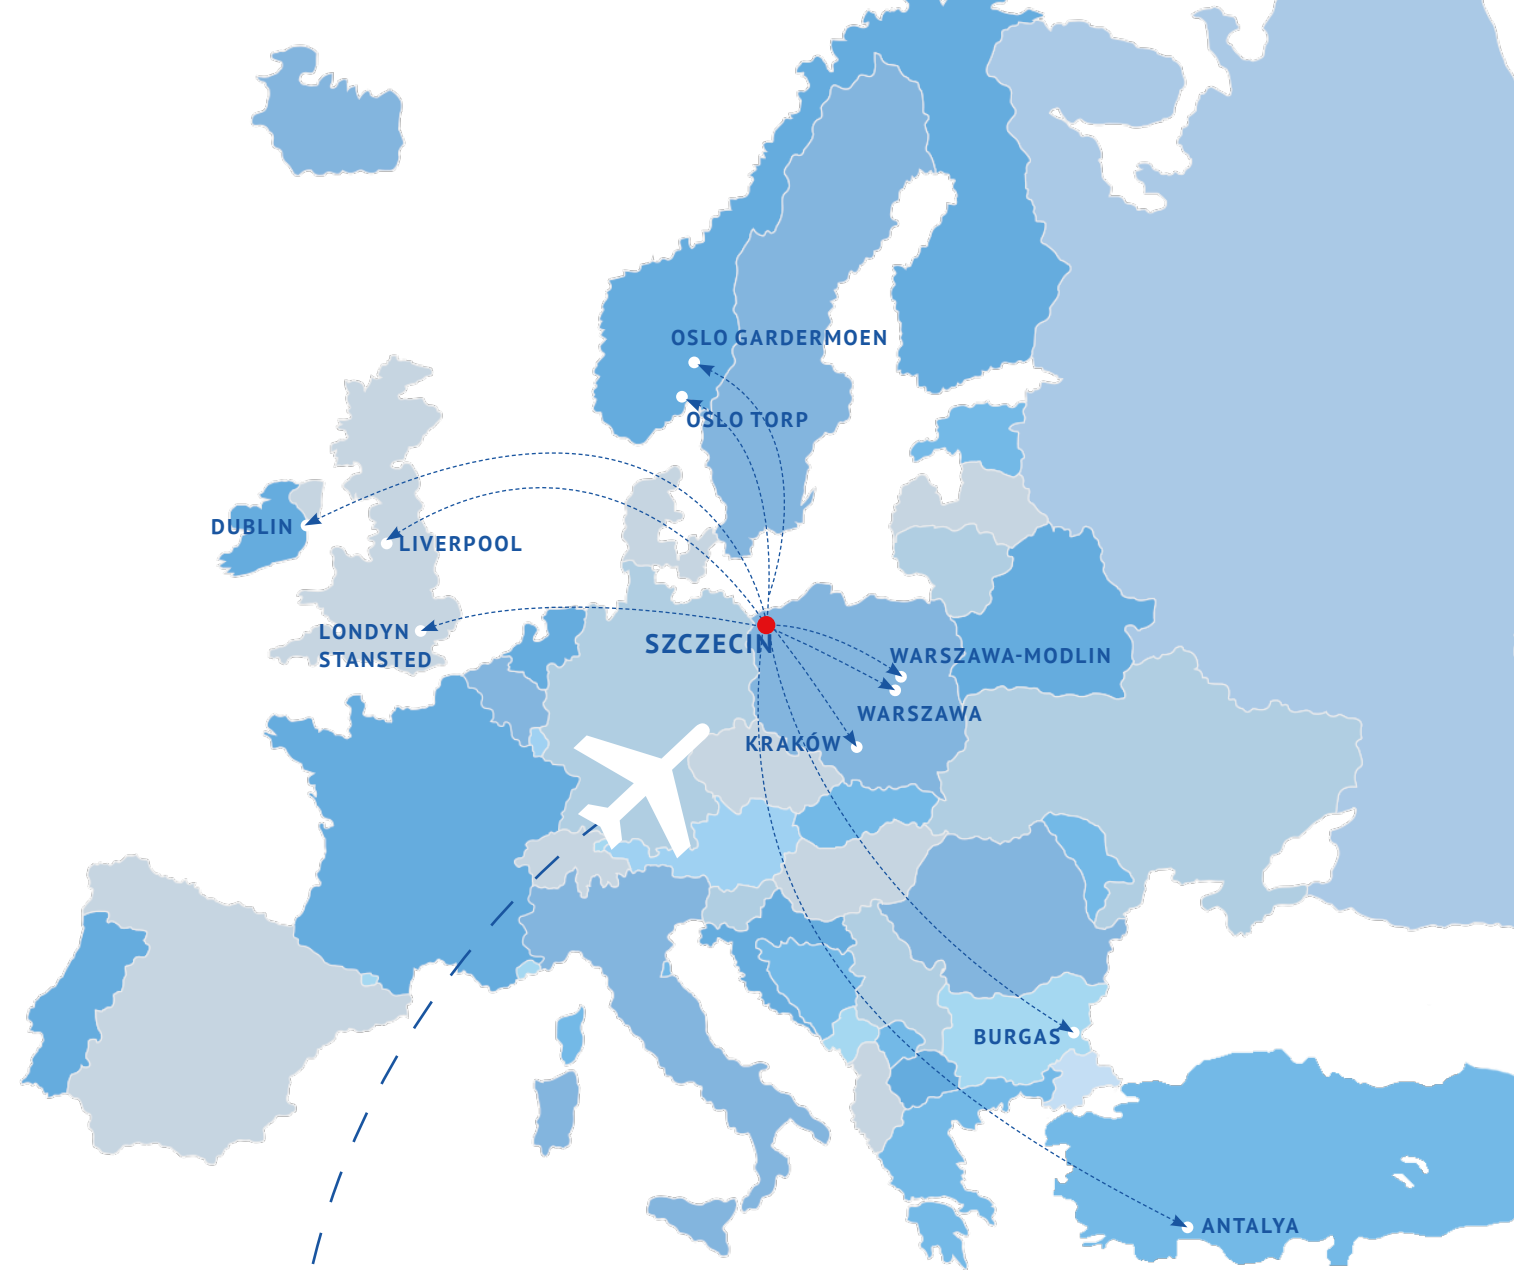 OSLO GARDERMOEN
OSLO TORP
DUBLIN
LIVERPOOL
LONDYN
STANSTED
SZCZECIN
WARSZAWA-MODLIN
WARSZAWA
KRAKÓW
BURGAS
ANTALYA